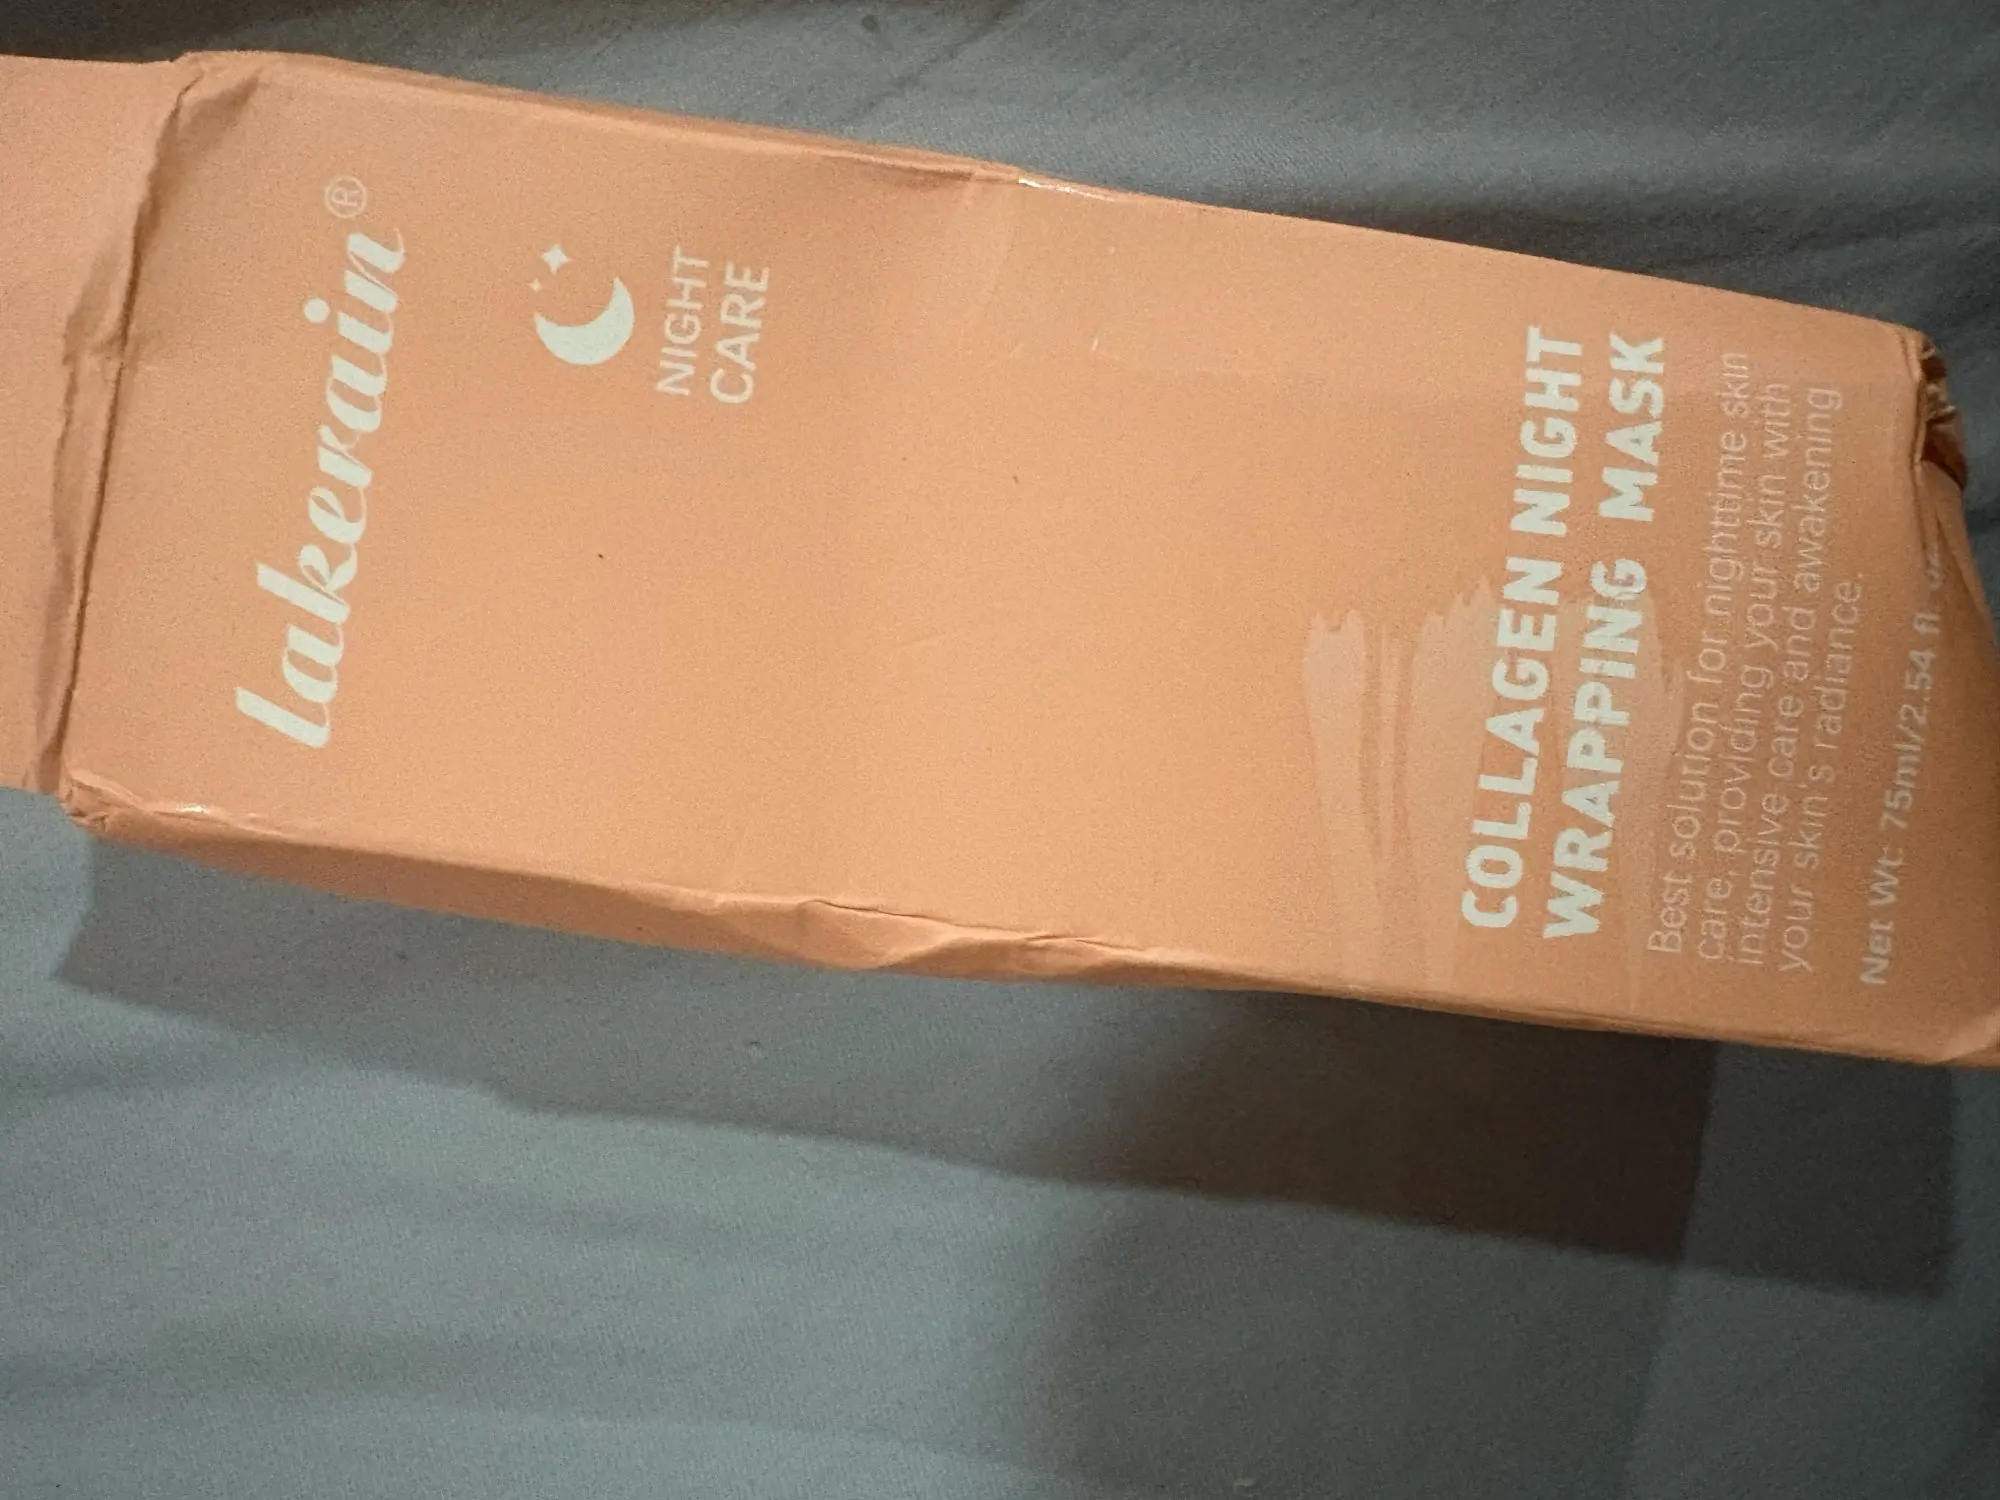 lakerain®
NIGHT
CARE
COLLAGEN NIGHT
WRAPPING MASK
Best solution for nighttime skin
care, providing your skin with
intensive care and awakening
your skin's radiance.
Net Wt: 75ml/2.54 fl oz